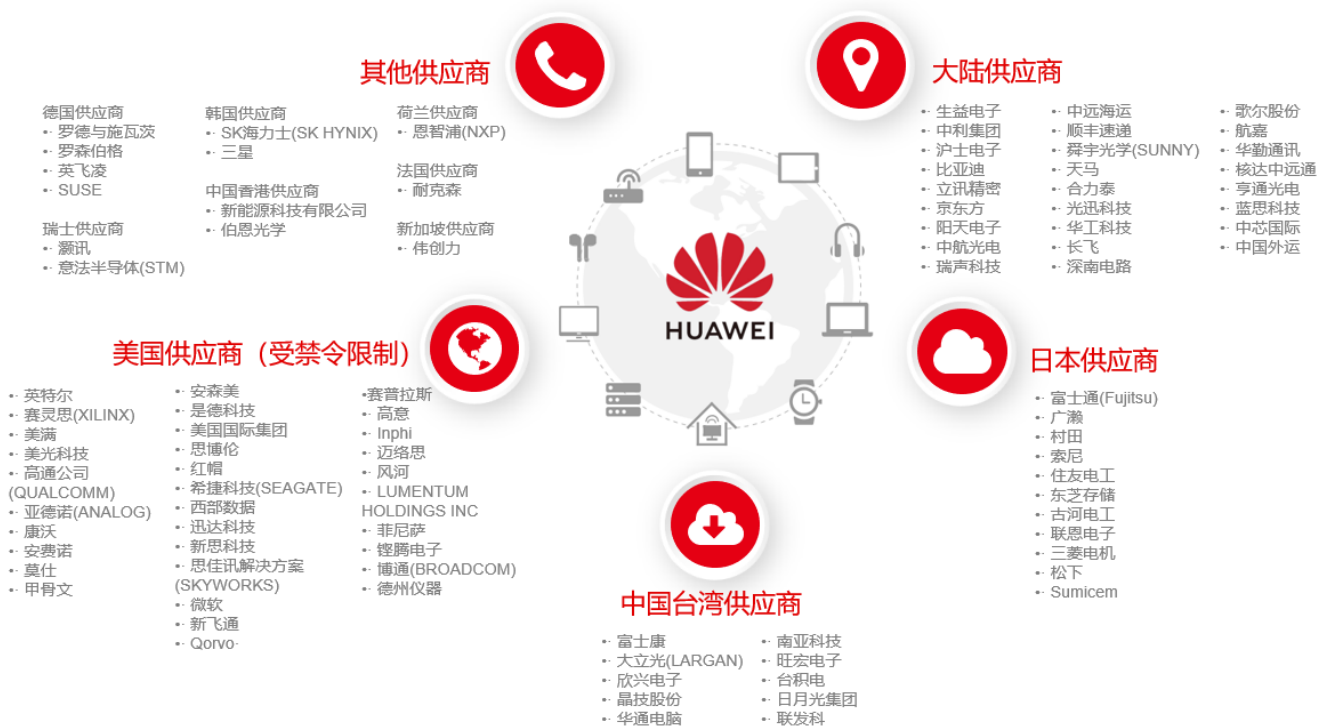 其他供应商
德国供应商
•· 罗德与施瓦茨
•· 罗森伯格
•· 英飞凌
•· SUSE
瑞士供应商
•· 灏讯
•· 意法半导体(STM)
韩国供应商
•· SK海力士(SK HYNIX)
•· 三星
中国香港供应商
•· 新能源科技有限公司
•· 伯恩光学
荷兰供应商
•· 恩智浦(NXP)
法国供应商
•· 耐克森
新加坡供应商
•· 伟创力
大陆供应商
•· 生益电子
•· 中利集团
•· 沪士电子
•· 比亚迪
•· 立讯精密
•· 京东方
•· 阳天电子
•· 中航光电
•· 瑞声科技
•· 中远海运
•· 顺丰速递
•· 舜宇光学(SUNNY)
•· 天马
•· 合力泰
•· 光迅科技
•· 华工科技
•· 长飞
•· 深南电路
•· 歌尔股份
•· 航嘉
•· 华勤通讯
•· 核达中远通
•· 亨通光电
•· 蓝思科技
•· 中芯国际
•· 中国外运
HUAWEI
美国供应商（受禁令限制）
•· 英特尔
•· 赛灵思(XILINX)
•· 美满
•· 美光科技
•· 高通公司
(QUALCOMM)
•· 亚德诺(ANALOG)
•· 康沃
•· 安费诺
•· 莫仕
•· 甲骨文
•· 安森美
•· 是德科技
•· 美国国际集团
•· 思博伦
•· 红帽
•· 希捷科技(SEAGATE)
•· 西部数据
•· 迅达科技
•· 新思科技
•· 思佳讯解决方案
(SKYWORKS)
•· 微软
•· 新飞通
•· Qorvo·
•赛普拉斯
•· 高意
•· Inphi
•· 迈络思
•· 风河
•· LUMENTUM
HOLDINGS INC
•· 菲尼萨
•· 铿腾电子
•· 博通(BROADCOM)
•· 德州仪器
日本供应商
•· 富士通(Fujitsu)
•· 广濑
•· 村田
•· 索尼
•· 住友电工
•· 东芝存储
•· 古河电工
•· 联恩电子
•· 三菱电机
•· 松下
•· Sumicem
中国台湾供应商
•· 富士康
•· 大立光(LARGAN)
•· 欣兴电子
•· 晶技股份
•· 华通电脑
•· 南亚科技
•· 旺宏电子
•· 台积电
•· 日月光集团
•· 联发科